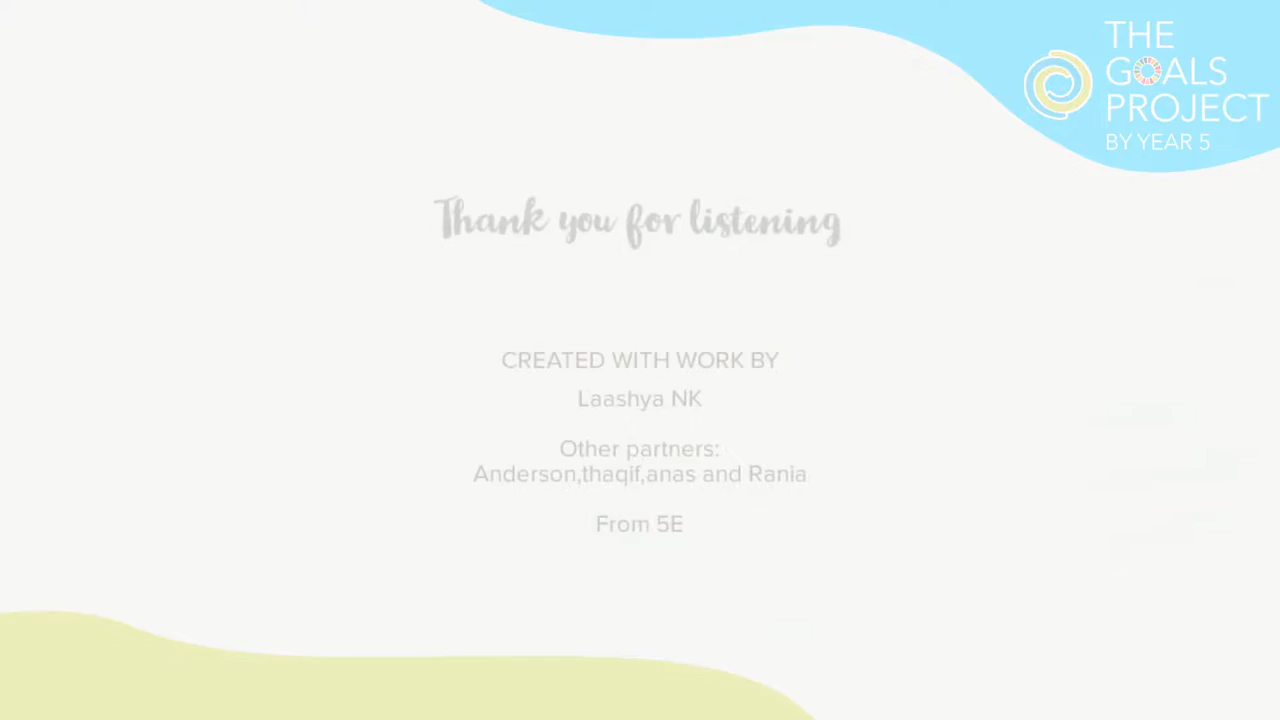 THE
GOALS
PROJECT
BY YEAR 5
Thank you for listening
CREATED WITH WORK BY
Laashya NK
Other partners:
Anderson,thaqif,anas and Rania
From 5E